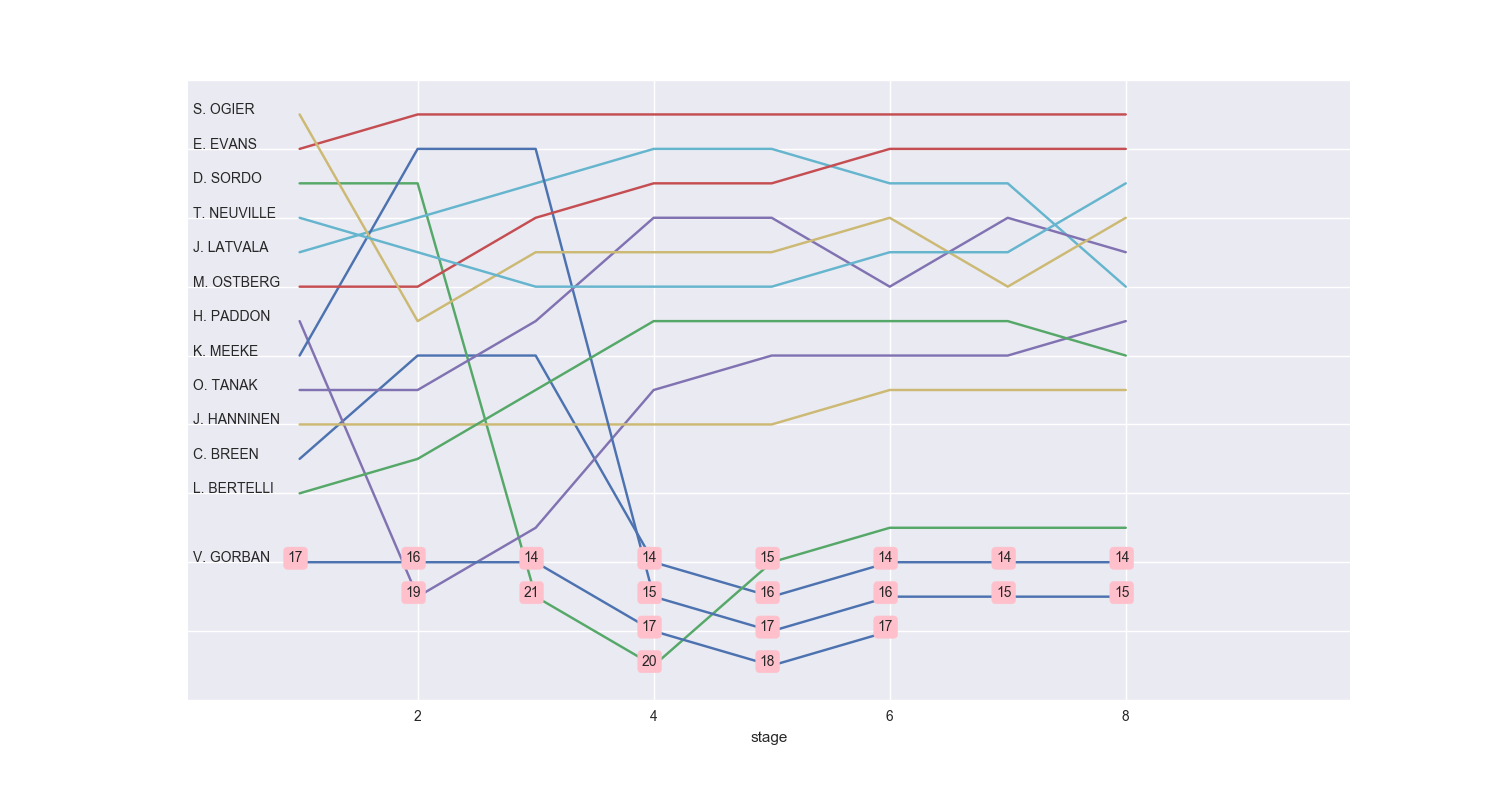 S. OGIER
E. EVANS
D. SORDO
T. NEUVILLE
J. LATVALA
M. OSTBERG
H. PADDON
K. MEEKE
O. TANAK
J. HANNINEN
C. BREEN
L. BERTELLI
V. GORBAN 17 16 14 14 15 14 14 14
19 21 15 16 16 15 15
17 17 17
20 18
2 4 6 8
stage